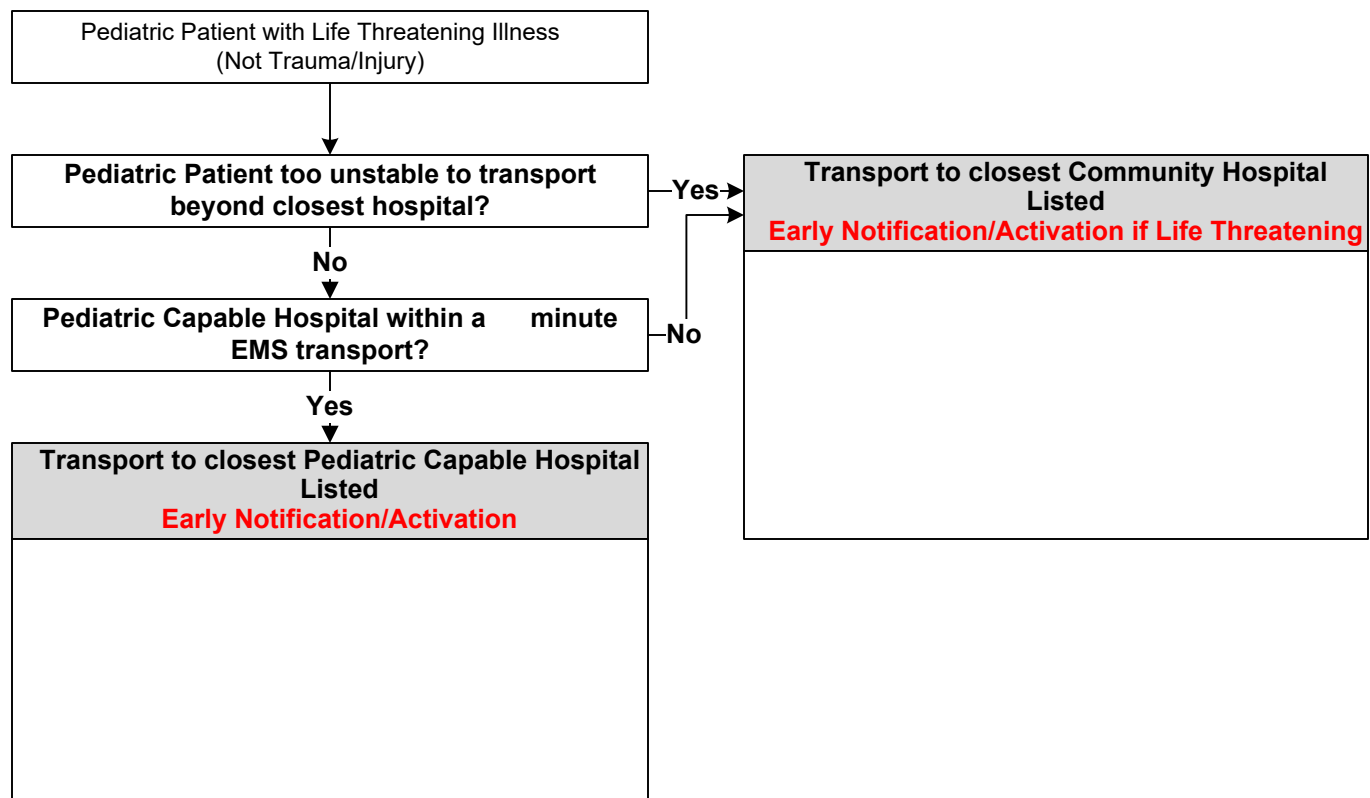 Pediatric Patient with Life Threatening Illness
(Not Trauma/Injury)
Pediatric Patient too unstable to transport
beyond closest hospital?
Yes
Transport to closest Community Hospital
Listed
Early Notification/Activation if Life Threatening
No
Pediatric Capable Hospital within a minute
EMS transport?
No
Yes
Transport to closest Pediatric Capable Hospital
Listed
Early Notification/Activation